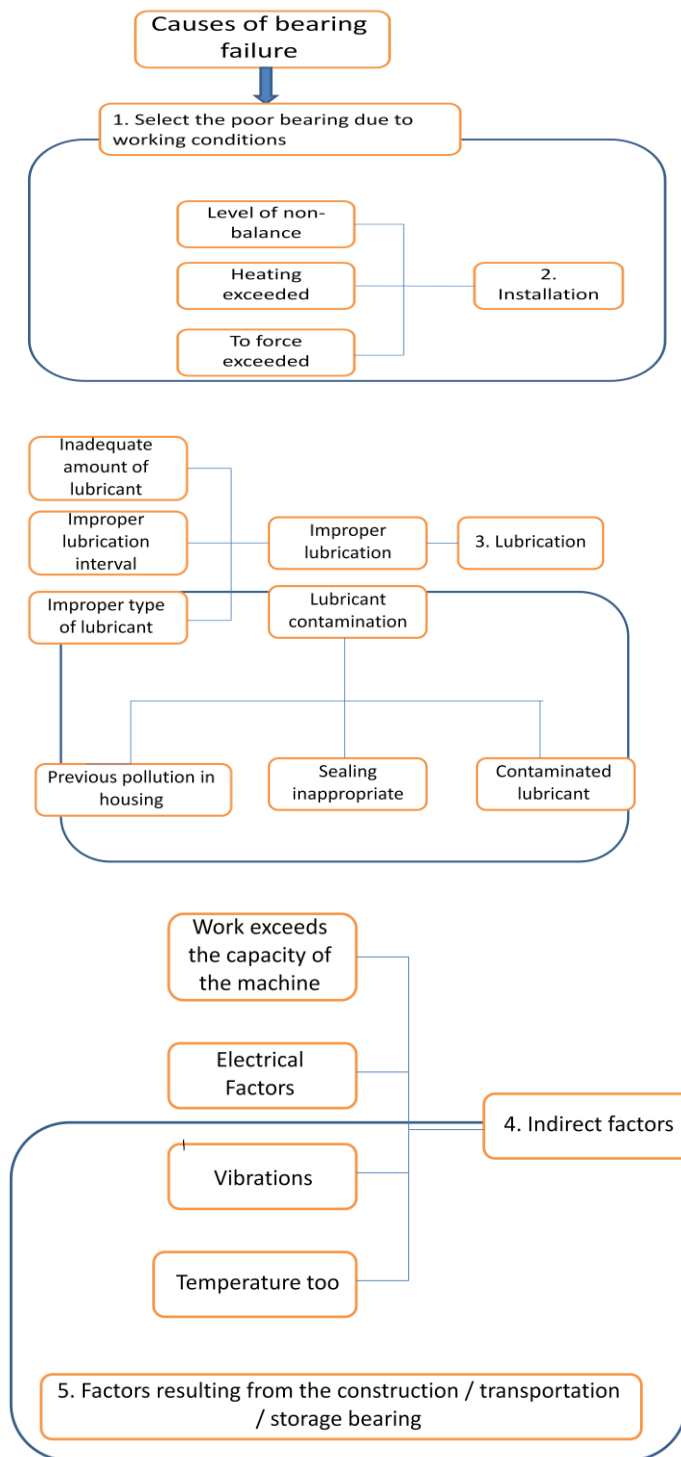 Causes of bearing
failure
1. Select the poor bearing due to
working conditions
Level of non-
balance
Heating
exceeded
2.
Installation
To force
exceeded
Inadequate
amount of
lubricant
Improper
lubrication
interval
Improper
lubrication
3. Lubrication
Improper type
of lubricant
Lubricant
contamination
Previous pollution in
housing
Sealing
inappropriate
Contaminated
lubricant
Work exceeds
the capacity of
the machine
Electrical
Factors
4. Indirect factors
Vibrations
Temperature too
5. Factors resulting from the construction / transportation
/ storage bearing